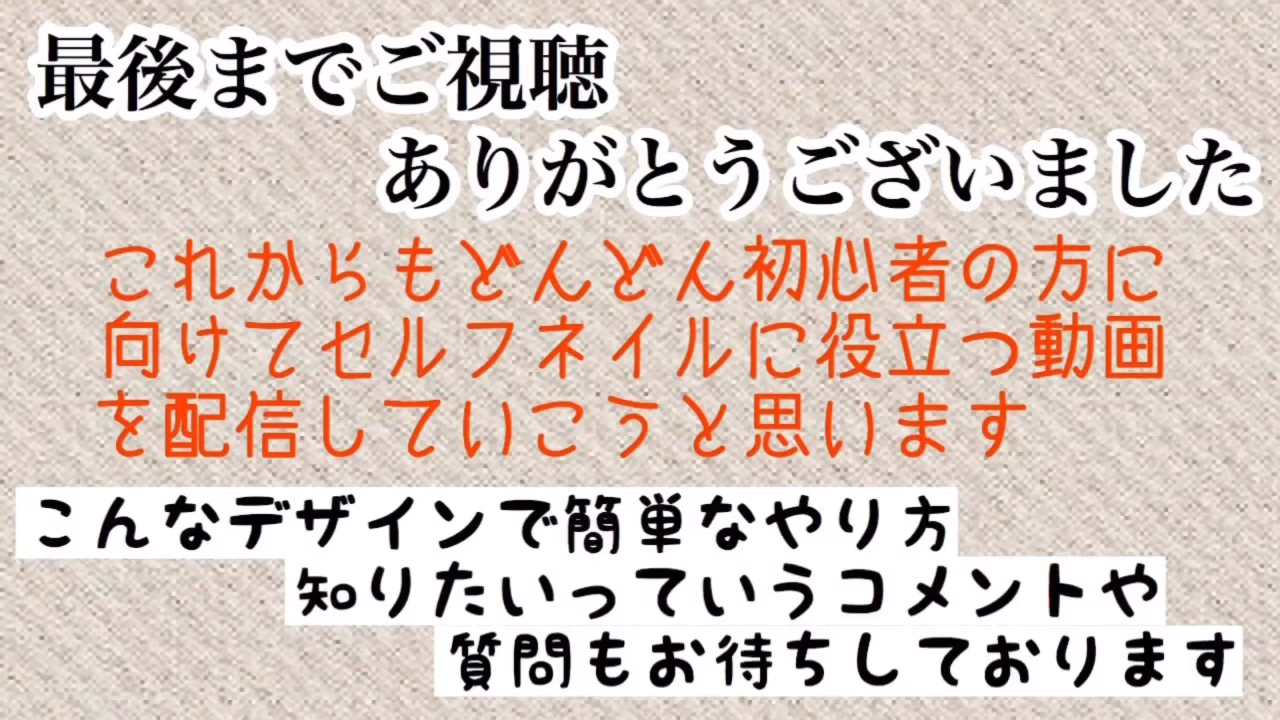 最後までご視聴
ありがとうございました
これからもどんどん初心者の方に
向けてセルフネイルに役立つ動画
を配信していこうと思います
こんなデザインで簡単なやり方
知りたいっていうコメントや
質問もお待ちしております